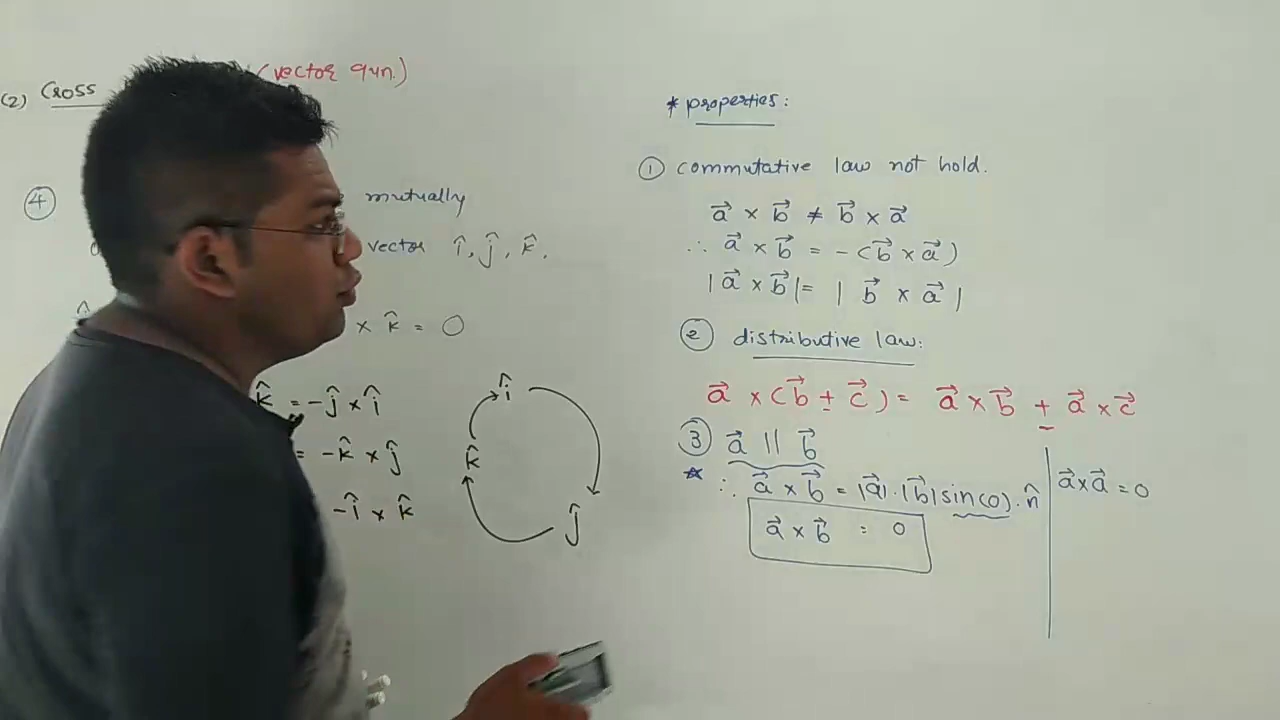 (2) Cross (vector qun.)
④ mutually
vector î, ĵ, k̂.
× k̂ = 0
k̂ = -ĵ × î
= -k̂ × ĵ
-î × k̂
î
k̂
ĵ
* properties:
① commutative law not hold.
a⃗ × b⃗ ≠ b⃗ × a⃗
∴ a⃗ × b⃗ = -(b⃗ × a⃗)
|a⃗ × b⃗| = | b⃗ × a⃗ |
② distributive law:
a⃗ × (b⃗ ± c⃗) = a⃗ × b⃗ ± a⃗ × c⃗
③ a⃗ || b⃗
* ∴ a⃗ × b⃗ = |a⃗|.|b⃗| sin(0).n̂
a⃗ × b⃗ = 0
a⃗ × a⃗ = 0